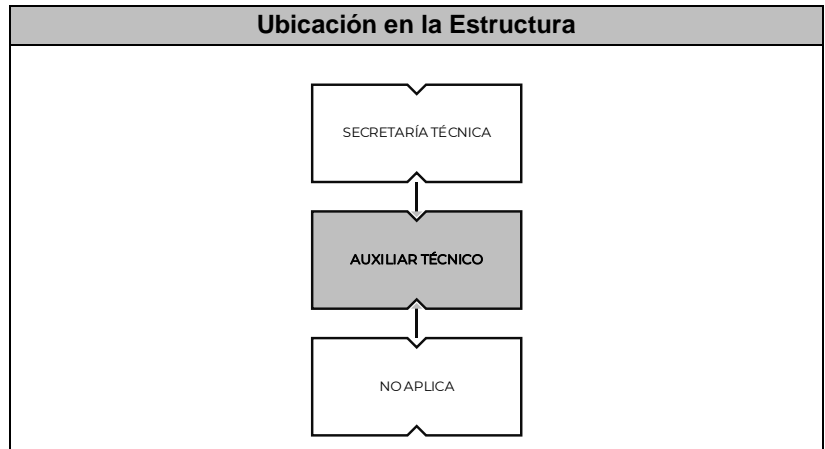 Ubicación en la Estructura
SECRETARÍA TÉCNICA
AUXILIAR TÉCNICO
NO APLICA